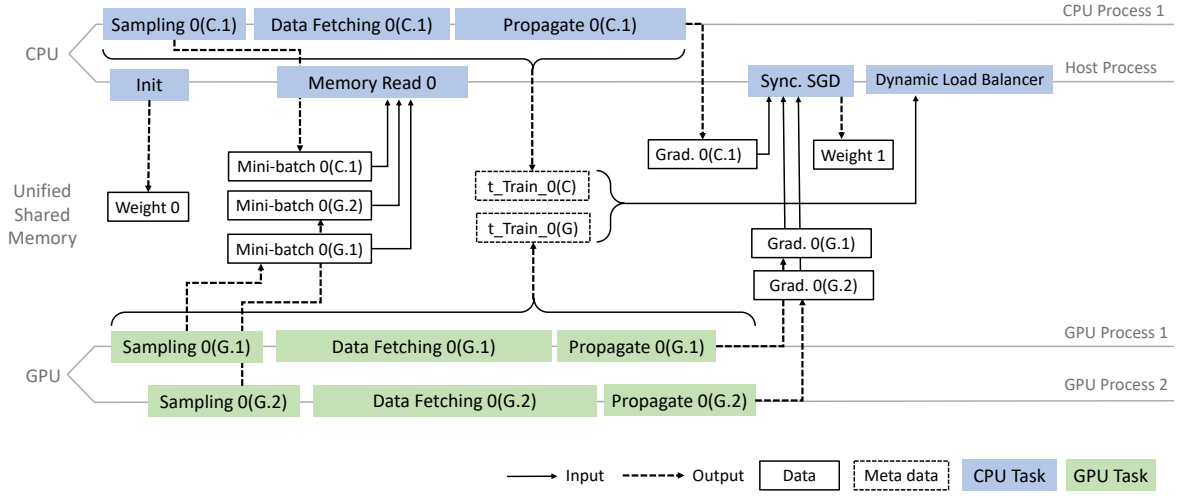 Sampling 0(C.1)
Data Fetching 0(C.1)
Propagate 0(C.1)
CPU Process 1
CPU
Init
Memory Read 0
Sync. SGD
Dynamic Load Balancer
Host Process
Mini-batch 0(C.1)
Grad. 0(C.1)
Weight 1
Unified
Shared
Memory
Weight 0
Mini-batch 0(G.2)
Mini-batch 0(G.1)
t_Train_0(C)
t_Train_0(G)
Grad. 0(G.1)
Grad. 0(G.2)
GPU
Sampling 0(G.1)
Data Fetching 0(G.1)
Propagate 0(G.1)
GPU Process 1
Sampling 0(G.2)
Data Fetching 0(G.2)
Propagate 0(G.2)
GPU Process 2
Input
Output
Data
Meta data
CPU Task
GPU Task